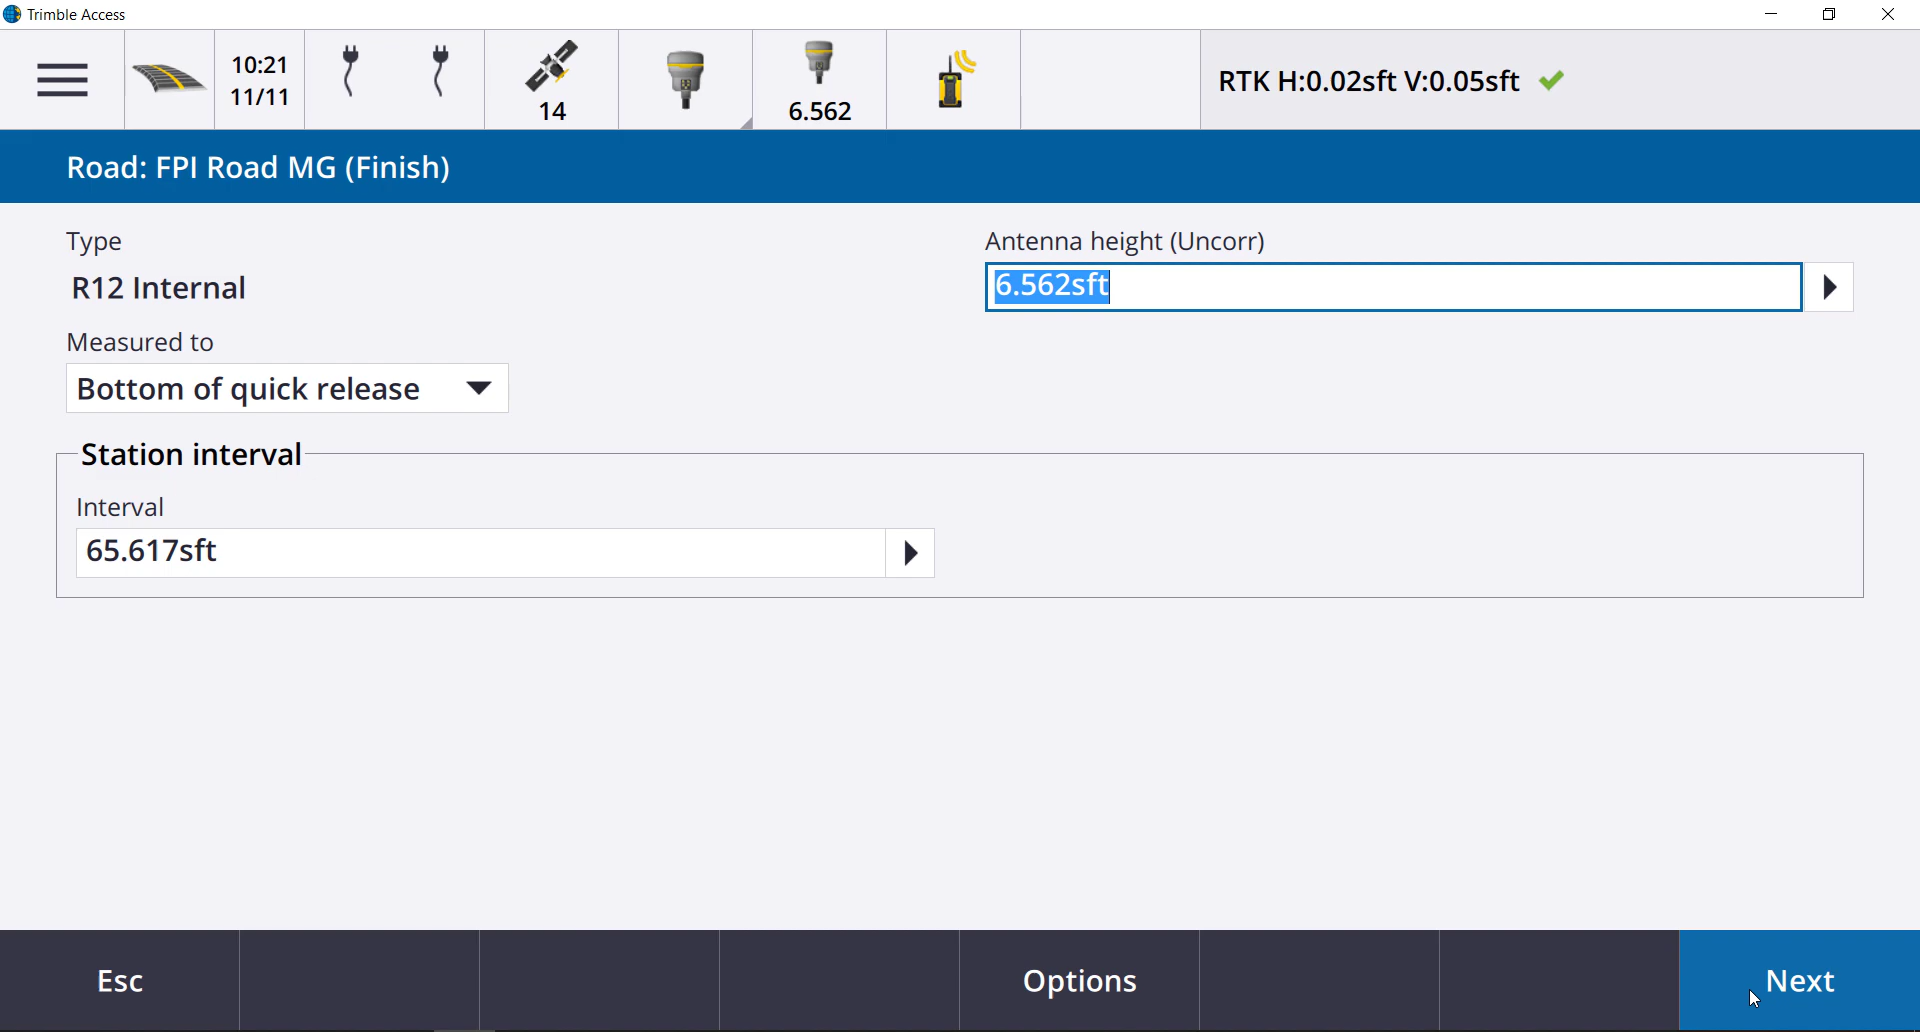 Trimble Access
10:21
11/11
14
6.562
RTK H:0.02sft V:0.05sft
Road: FPI Road MG (Finish)
Type
R12 Internal
Antenna height (Uncorr)
6.562sft
Measured to
Bottom of quick release
Station interval
Interval
65.617sft
Esc
Options
Next